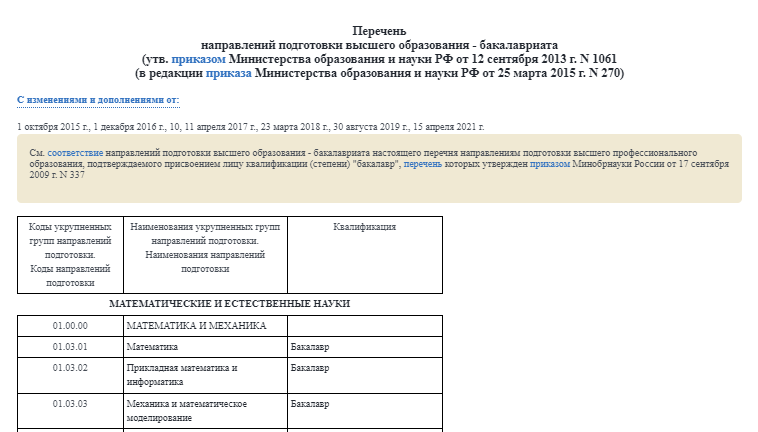 Перечень
направлений подготовки высшего образования - бакалавриата
(утв. приказом Министерства образования и науки РФ от 12 сентября 2013 г. N 1061
(в редакции приказа Министерства образования и науки РФ от 25 марта 2015 г. N 270)
С изменениями и дополнениями от:
1 октября 2015 г., 1 декабря 2016 г., 10, 11 апреля 2017 г., 23 марта 2018 г., 30 августа 2019 г., 15 апреля 2021 г.
См. соответствие направлений подготовки высшего образования - бакалавриата настоящего перечня направлениям подготовки высшего профессионального
образования, подтверждаемого присвоением лицу квалификации (степени) "бакалавр", перечень которых утвержден приказом Минобрнауки России от 17 сентября
2009 г. N 337
Коды укрупненных
групп направлений
подготовки.
Коды направлений
подготовки
Наименования укрупненных групп
направлений подготовки.
Наименования направлений
подготовки
Квалификация
МАТЕМАТИЧЕСКИЕ И ЕСТЕСТВЕННЫЕ НАУКИ
01.00.00 МАТЕМАТИКА И МЕХАНИКА
01.03.01 Математика Бакалавр
01.03.02 Прикладная математика и Бакалавр
информатика
01.03.03 Механика и математическое Бакалавр
моделирование